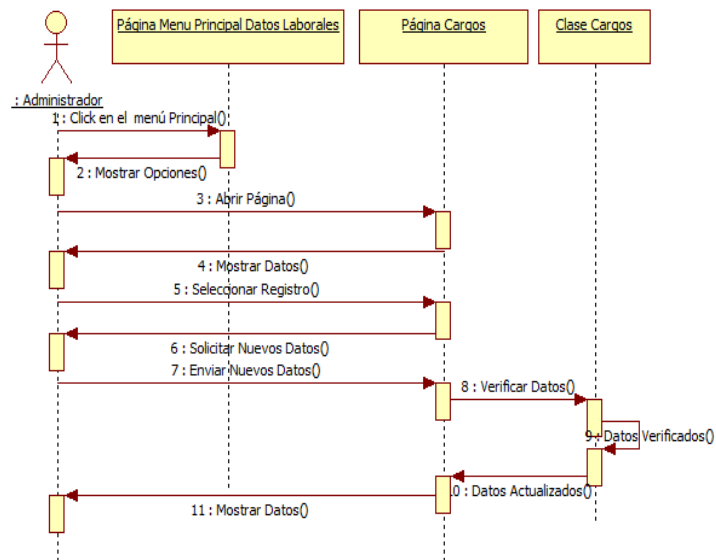 Página Menu Principal Datos Laborales
Página Cargos
Clase Cargos
: Administrador
1 : Click en el menú Principal()
2 : Mostrar Opciones()
3 : Abrir Página()
4 : Mostrar Datos()
5 : Seleccionar Registro()
6 : Solicitar Nuevos Datos()
7 : Enviar Nuevos Datos()
8 : Verificar Datos()
9 : Datos Verificados()
10 : Datos Actualizados()
11 : Mostrar Datos()